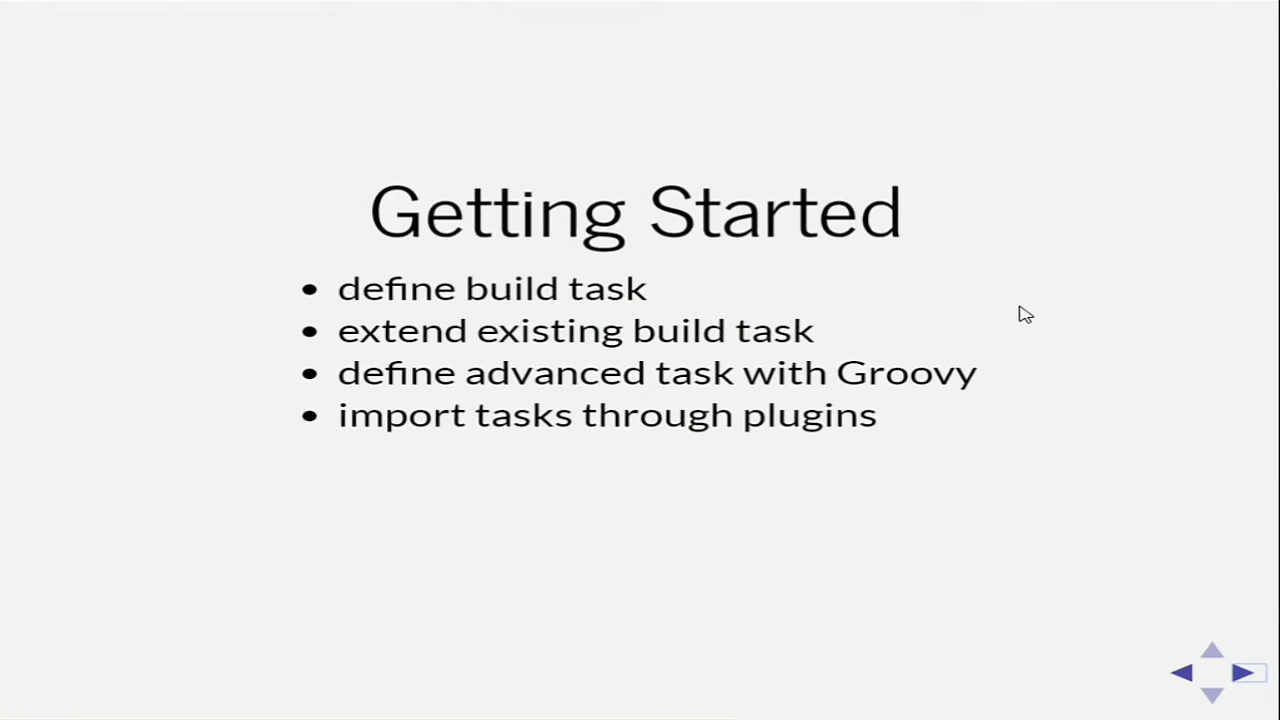 Getting Started
• define build task
• extend existing build task
• define advanced task with Groovy
• import tasks through plugins